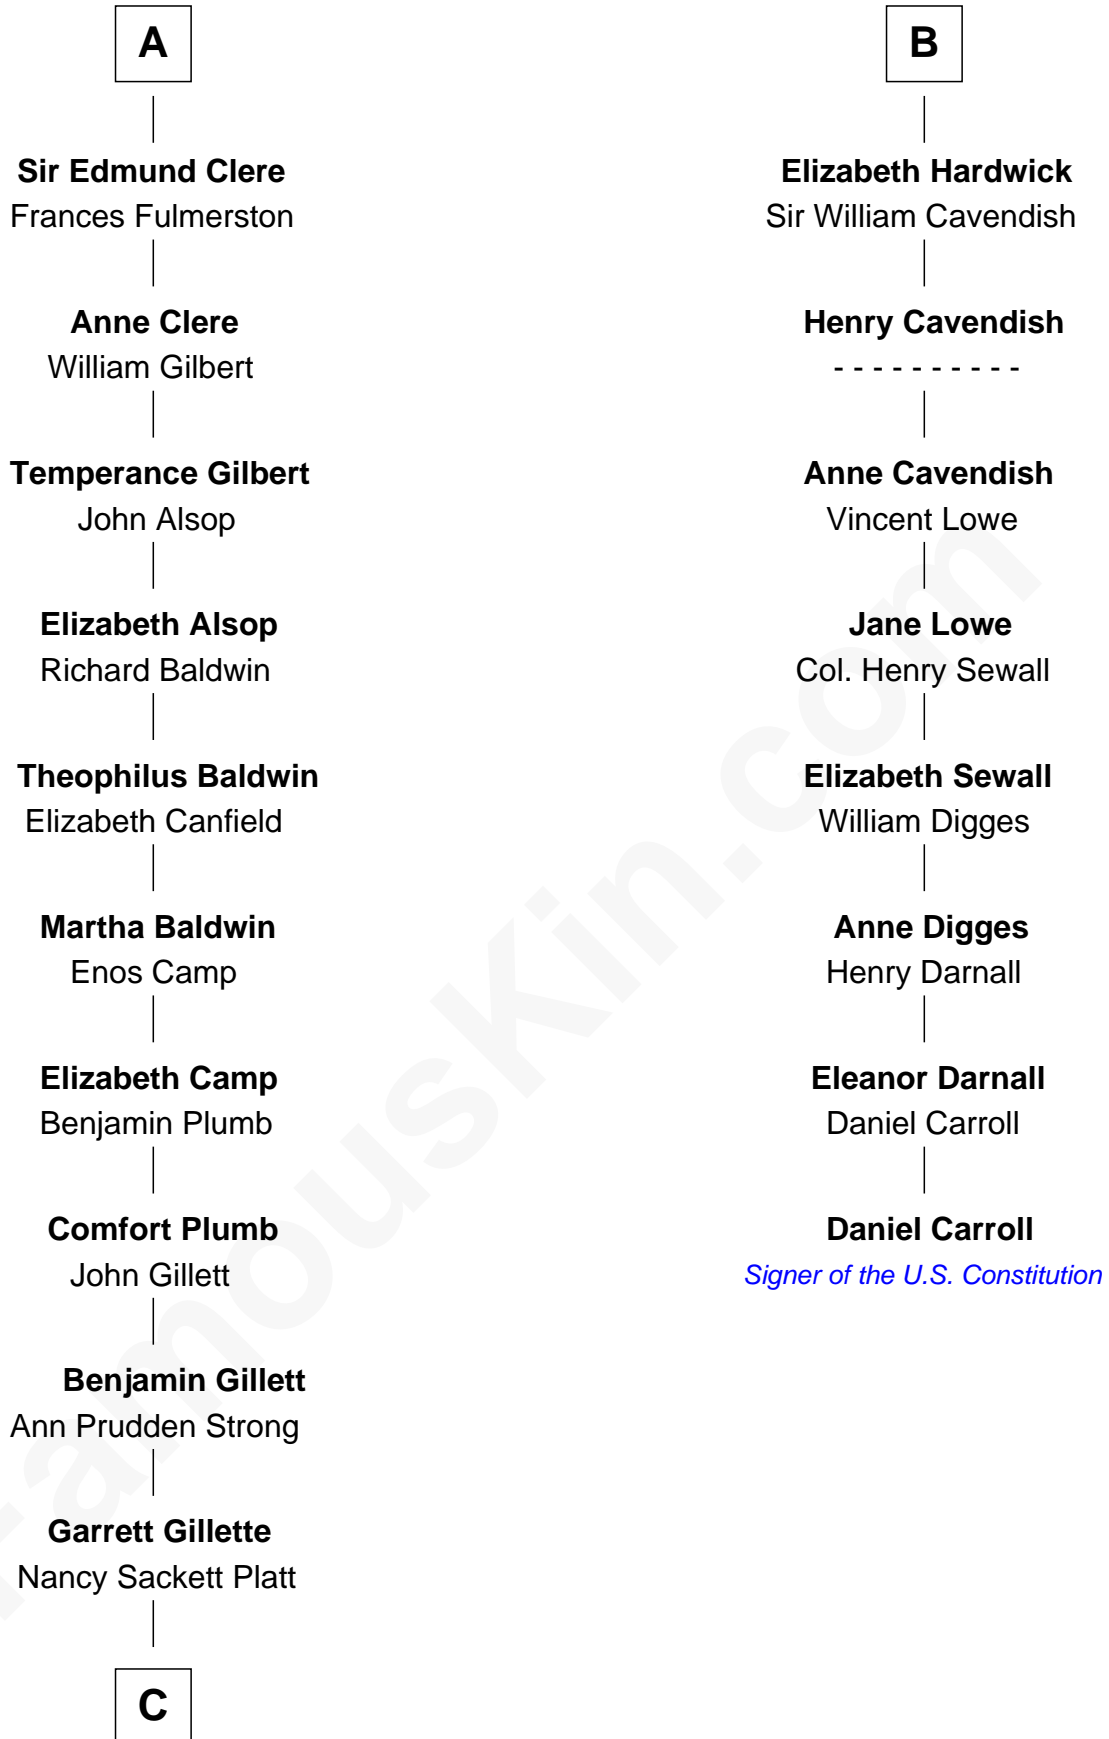 A
Sir Edmund Clere
Frances Fulmerston
Anne Clere
William Gilbert
Temperance Gilbert
John Alsop
Elizabeth Alsop
Richard Baldwin
Theophilus Baldwin
Elizabeth Canfield
Martha Baldwin
Enos Camp
Elizabeth Camp
Benjamin Plumb
Comfort Plumb
John Gillett
Benjamin Gillett
Ann Prudden Strong
Garrett Gillette
Nancy Sackett Platt
C
B
Elizabeth Hardwick
Sir William Cavendish
Henry Cavendish
- - - - - - - - - -
Anne Cavendish
Vincent Lowe
Jane Lowe
Col. Henry Sewall
Elizabeth Sewall
William Digges
Anne Digges
Henry Darnall
Eleanor Darnall
Daniel Carroll
Daniel Carroll
Signer of the U.S. Constitution
FamousKin.com